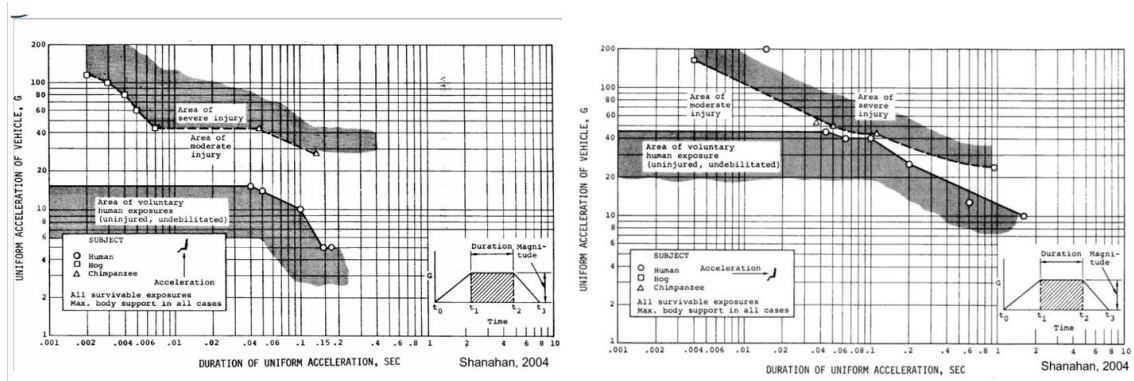 UNIFORM ACCELERATION OF VEHICLE, G
200
100
80
60
40
20
10
8
6
4
2
1
Area of
severe injury
Area of
moderate
injury
Area of voluntary
human exposures
(uninjured, undebilitated)
SUBJECT
Human
Hog
Chimpanzee
Acceleration
All survivable exposures
Max. body support in all cases
Duration Magni-
tude
G
t0 t1 t2 t3
Time
.001 .002 .004.006 .01 .02 .04 .06 .1 .15 .2 .4 .6 1 2 4 6 10
DURATION OF UNIFORM ACCELERATION, SEC
Shanahan, 2004
UNIFORM ACCELERATION OF VEHICLE, G
200
100
80
60
40
20
10
8
6
4
2
1
Area of
moderate
injury
Area of
severe
injury
Area of voluntary
human exposure
(uninjured, undebilitated)
SUBJECT
Human
Hog
Chimpanzee
Acceleration
All survivable exposures
Max. body support in all cases
Duration Magni-
tude
G
t0 t1 t2 t3
Time
.001 .002 .004.006 .01 .02 .04 .06.08.1 .2 .4 .6 .8 1 2 4 6 8 10
DURATION OF UNIFORM ACCELERATION, SEC
Shanahan, 2004